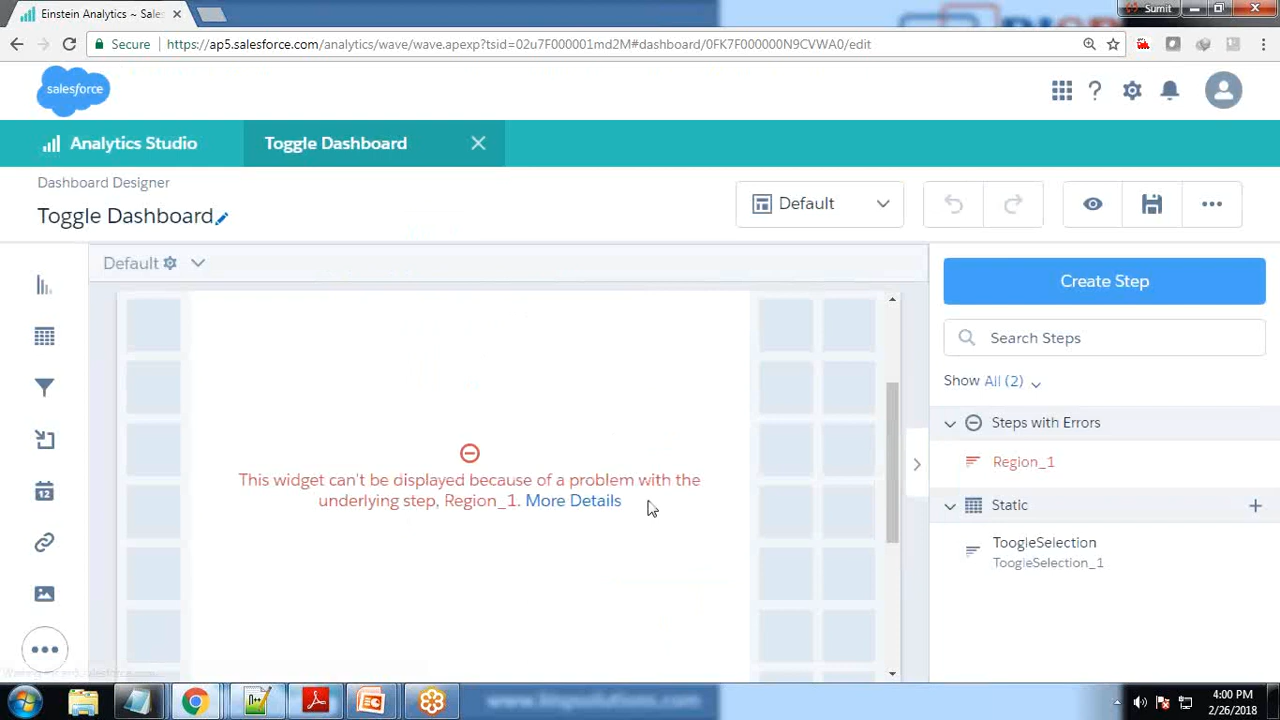 Einstein Analytics ~ Sales
Sumit
Secure
https://ap5.salesforce.com/analytics/wave/wave.apexp?tsid=02u7F000001md2M#dashboard/0FK7F000000N9CVWA0/edit
salesforce
Analytics Studio
Toggle Dashboard
Dashboard Designer
Toggle Dashboard
Default
Default
Create Step
Search Steps
Show All (2)
Steps with Errors
Region_1
This widget can't be displayed because of a problem with the
underlying step, Region_1. More Details
Static
ToogleSelection
ToogleSelection_1
12
4:00 PM
2/26/2018